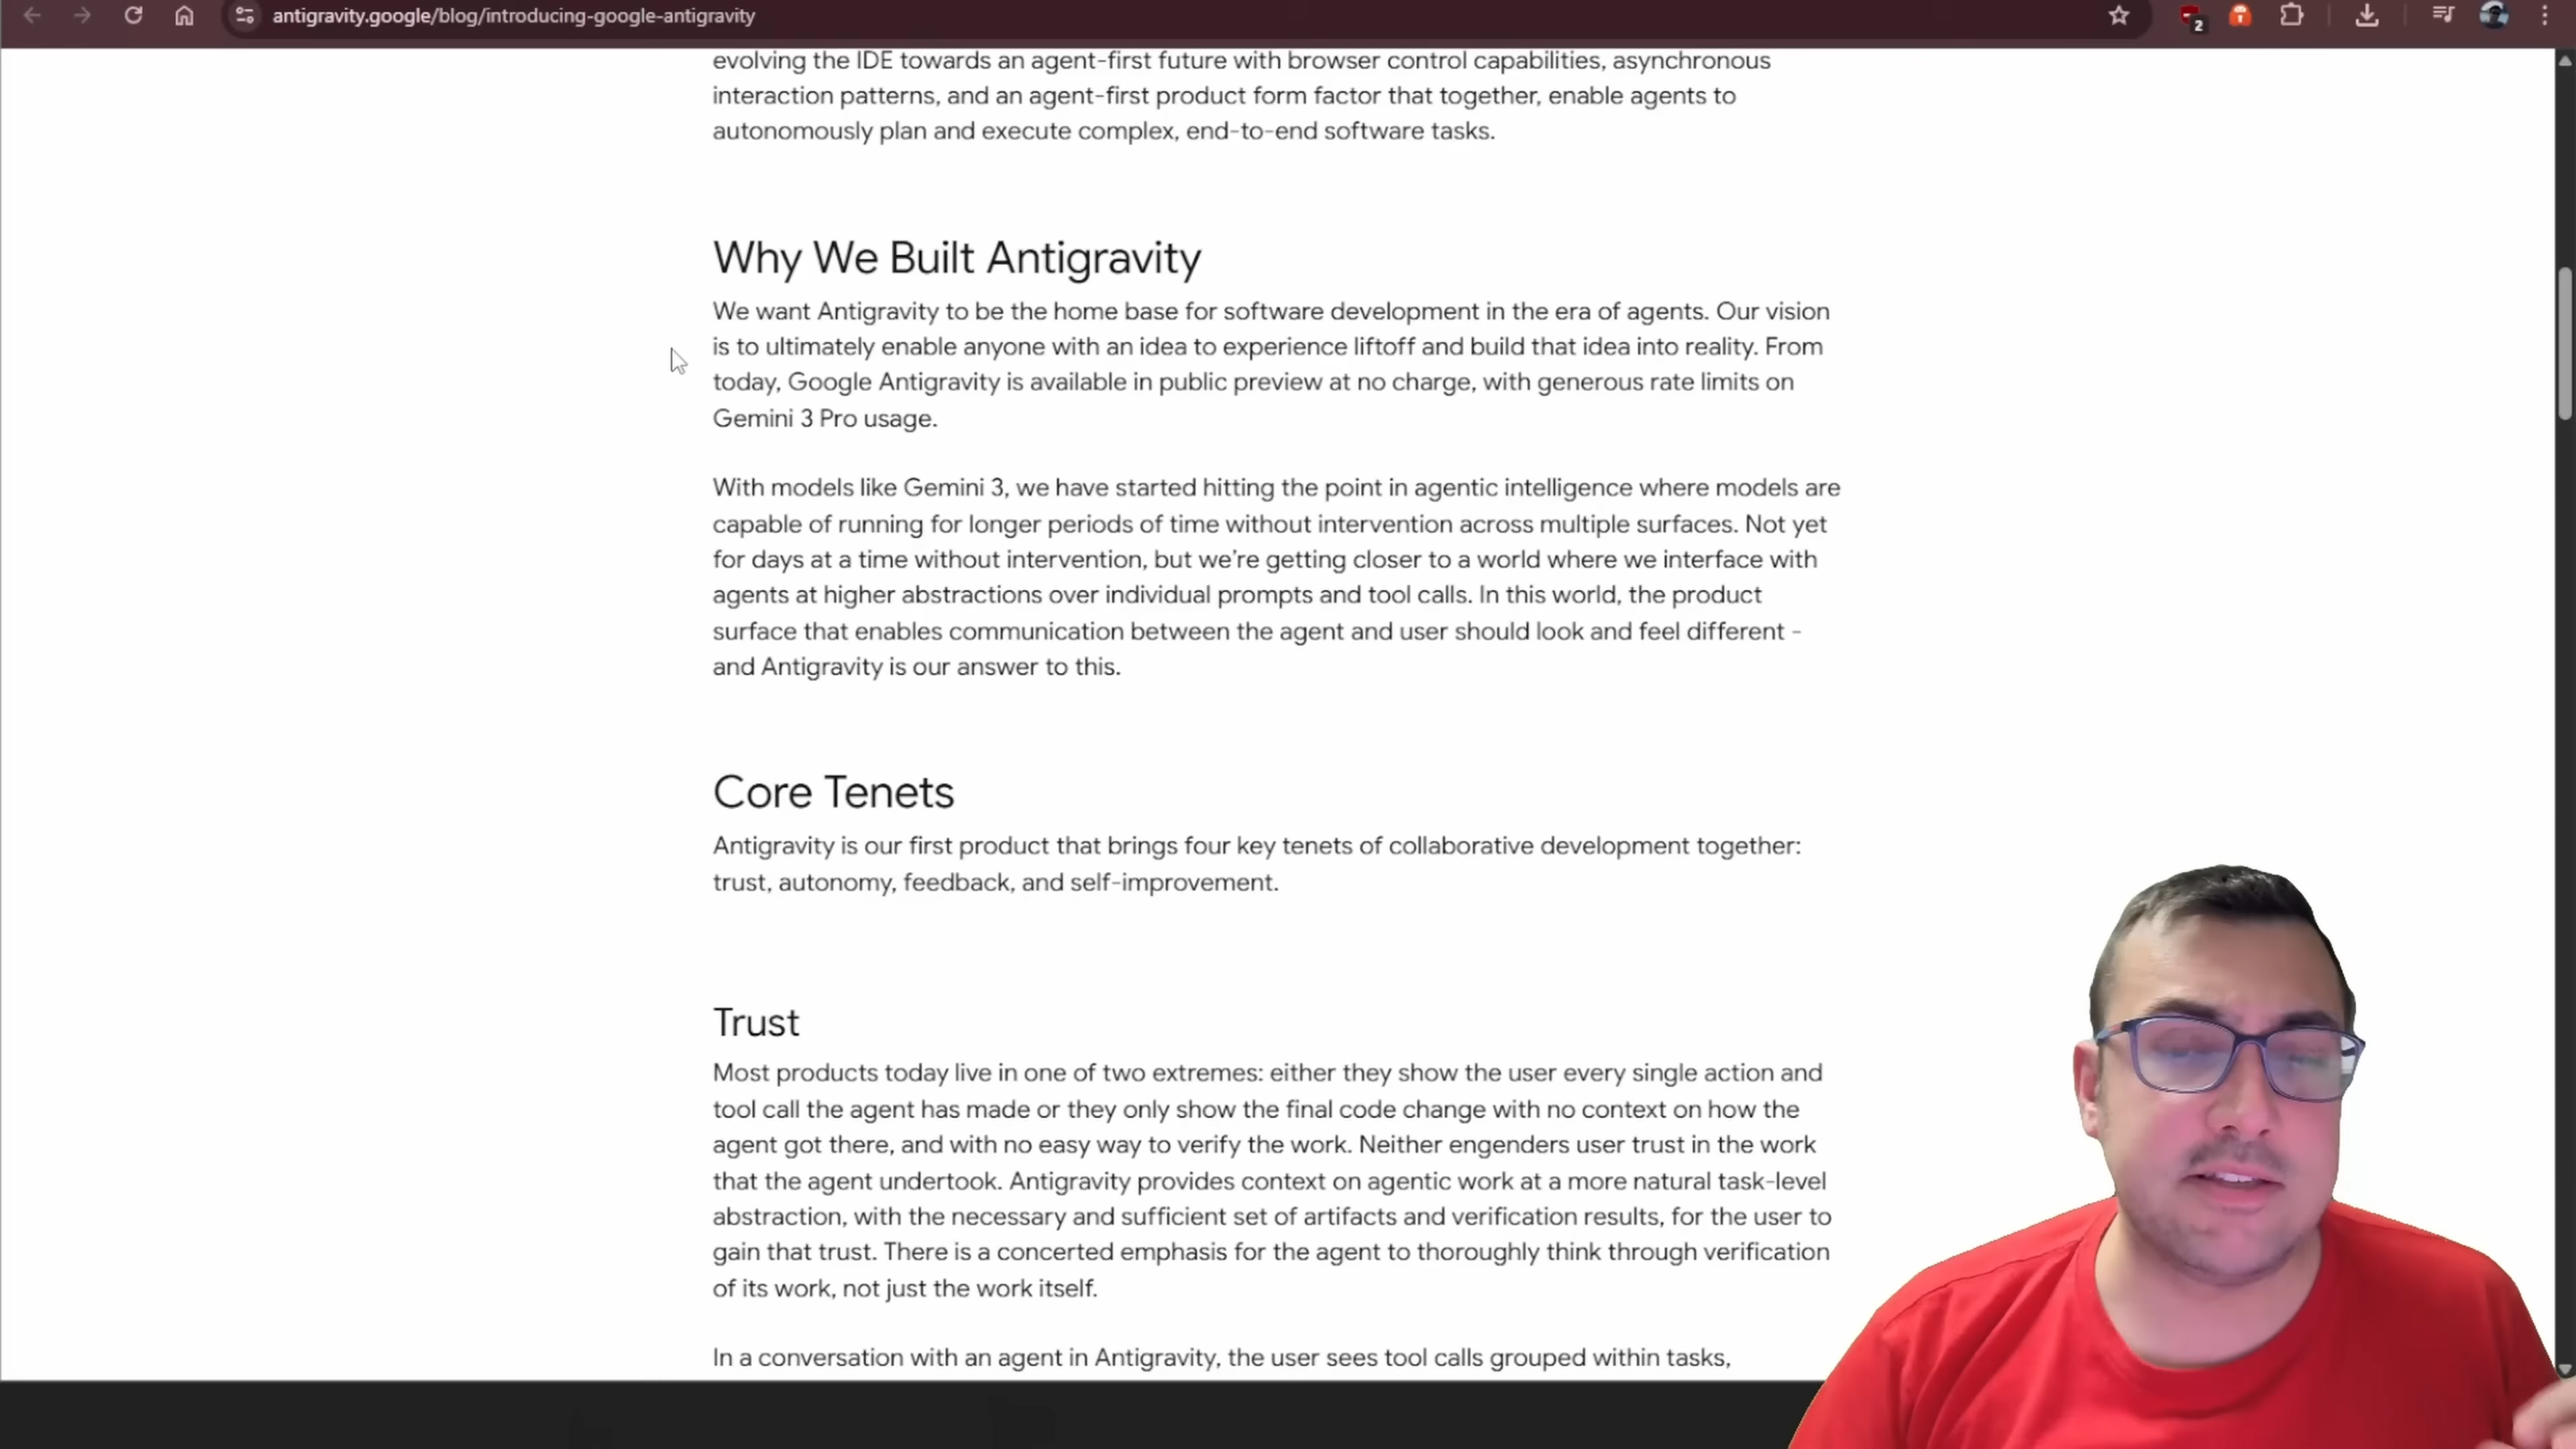 antigravity.google/blog/introducing-google-antigravity
2
evolving the IDE towards an agent-first future with browser control capabilities, asynchronous
interaction patterns, and an agent-first product form factor that together, enable agents to
autonomously plan and execute complex, end-to-end software tasks.
Why We Built Antigravity
We want Antigravity to be the home base for software development in the era of agents. Our vision
is to ultimately enable anyone with an idea to experience liftoff and build that idea into reality. From
today, Google Antigravity is available in public preview at no charge, with generous rate limits on
Gemini 3 Pro usage.
With models like Gemini 3, we have started hitting the point in agentic intelligence where models are
capable of running for longer periods of time without intervention across multiple surfaces. Not yet
for days at a time without intervention, but we’re getting closer to a world where we interface with
agents at higher abstractions over individual prompts and tool calls. In this world, the product
surface that enables communication between the agent and user should look and feel different -
and Antigravity is our answer to this.
Core Tenets
Antigravity is our first product that brings four key tenets of collaborative development together:
trust, autonomy, feedback, and self-improvement.
Trust
Most products today live in one of two extremes: either they show the user every single action and
tool call the agent has made or they only show the final code change with no context on how the
agent got there, and with no easy way to verify the work. Neither engenders user trust in the work
that the agent undertook. Antigravity provides context on agentic work at a more natural task-level
abstraction, with the necessary and sufficient set of artifacts and verification results, for the user to
gain that trust. There is a concerted emphasis for the agent to thoroughly think through verification
of its work, not just the work itself.
In a conversation with an agent in Antigravity, the user sees tool calls grouped within tasks,